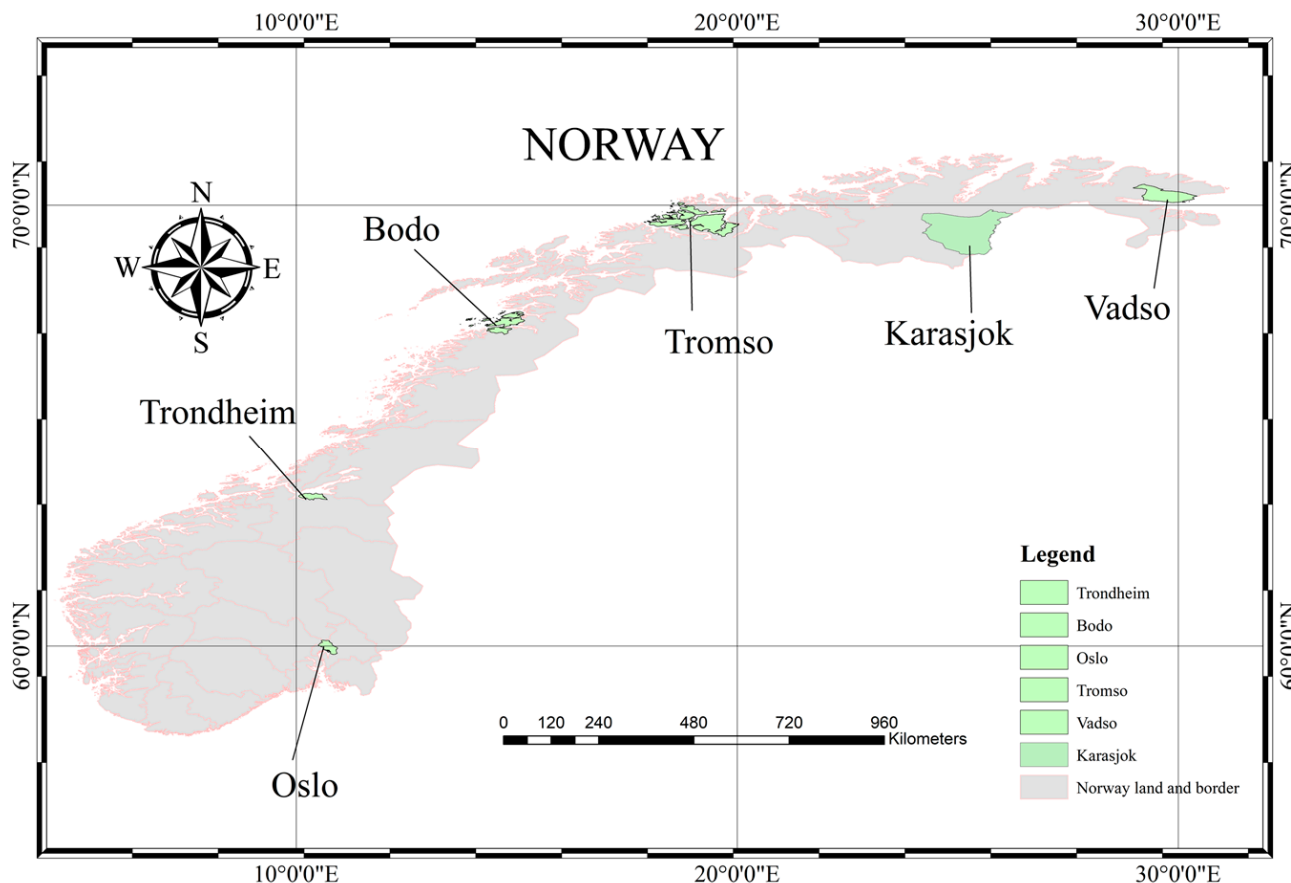 10°0'0"E 20°0'0"E 30°0'0"E
NORWAY
70°0'0"N
70°0'0"N
N
W E
S
Bodo
Tromso
Karasjok
Vadso
Trondheim
Legend
Trondheim
Bodo
Oslo
Tromso
Vadso
Karasjok
Norway land and border
60°0'0"N
60°0'0"N
0 120 240 480 720 960
Kilometers
Oslo
10°0'0"E 20°0'0"E 30°0'0"E